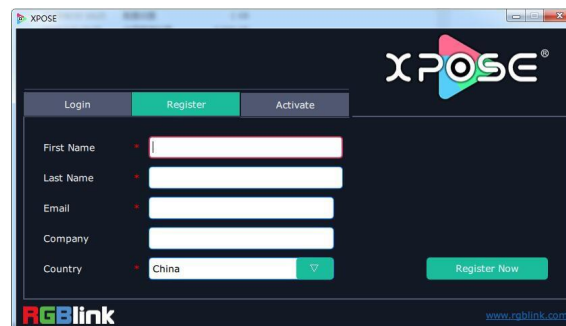 XPOSE
XPOSE®
Login Register Activate
First Name *
Last Name *
Email *
Company
Country * China
Register Now
RGBlink
www.rgblink.com